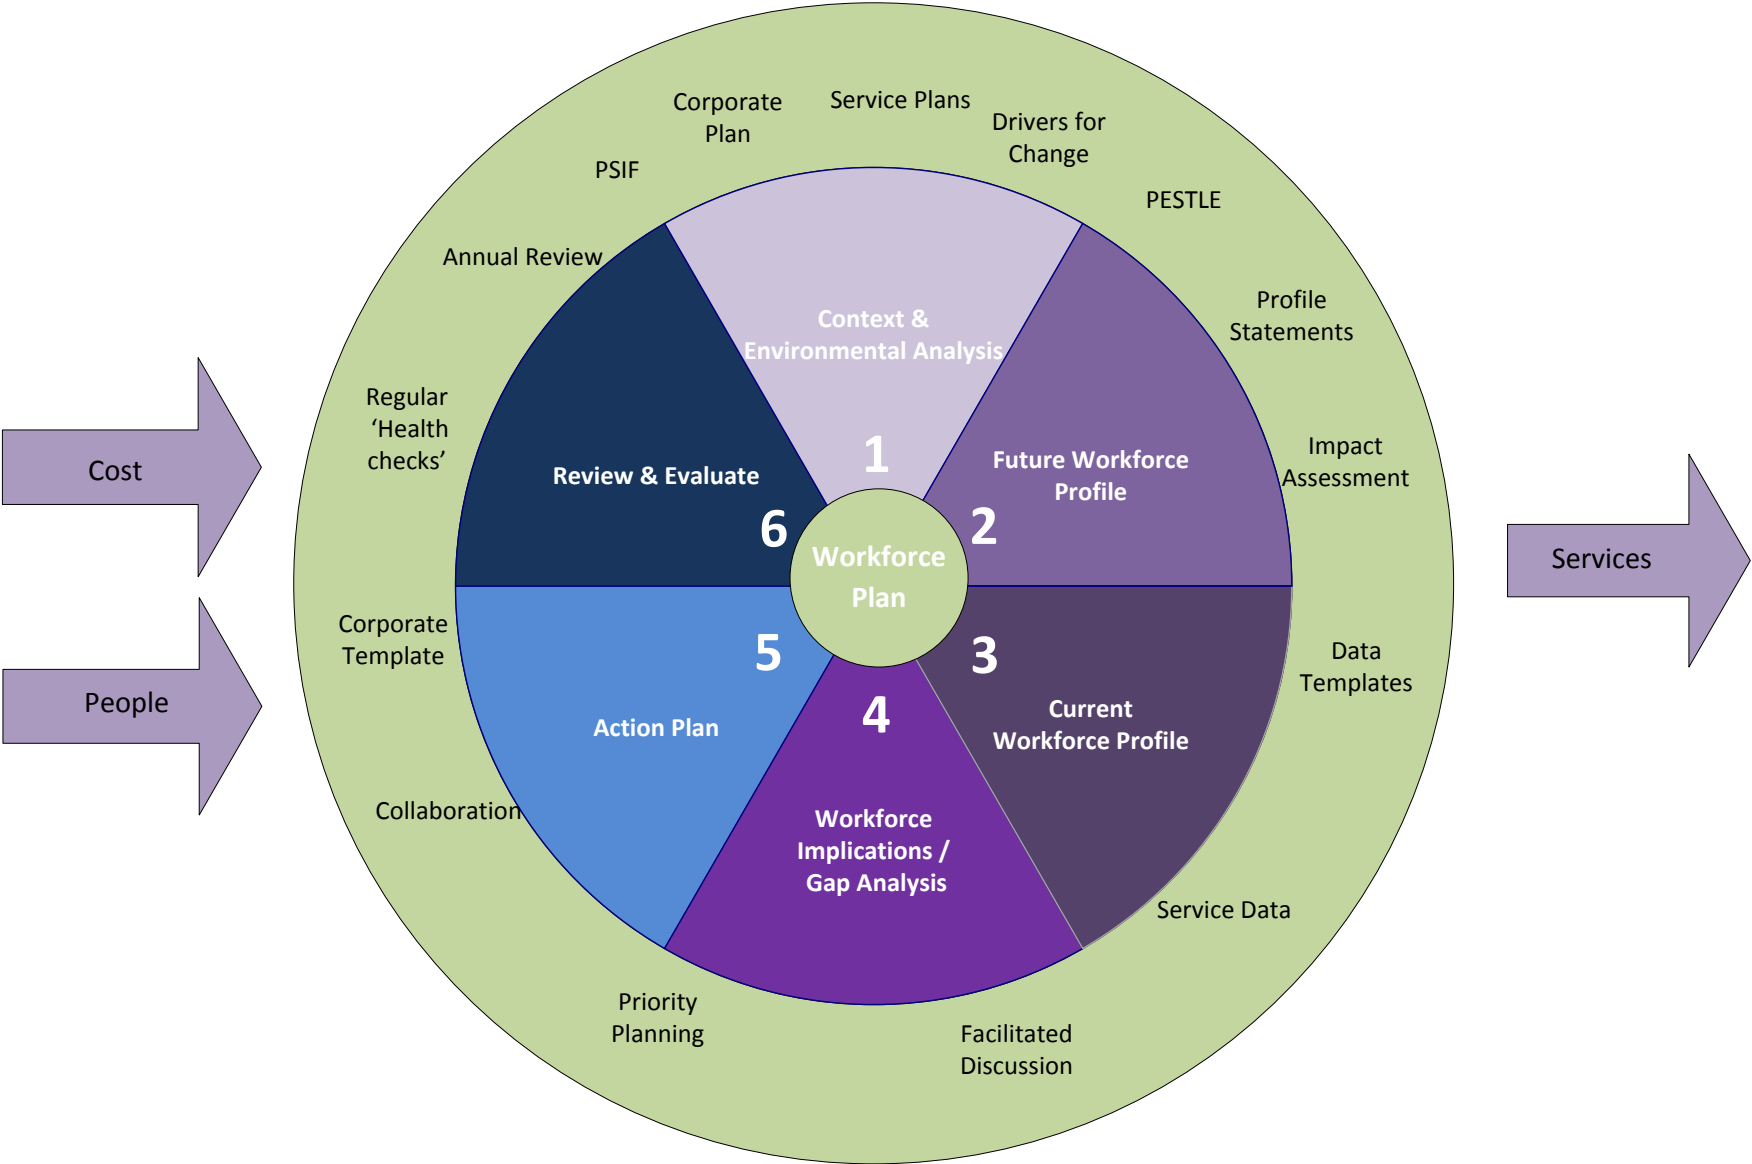 Corporate
Plan
Service Plans
Drivers for
Change
PSIF
PESTLE
Annual Review
Profile
Statements
Context &
Environmental Analysis
1
Regular
‘Health
checks’
Impact
Assessment
Cost
Review & Evaluate
6
Future Workforce
Profile
2
Workforce
Plan
Services
Corporate
Template
5
3
Data
Templates
People
Action Plan
4
Current
Workforce Profile
Collaboration
Workforce
Implications /
Gap Analysis
Service Data
Priority
Planning
Facilitated
Discussion